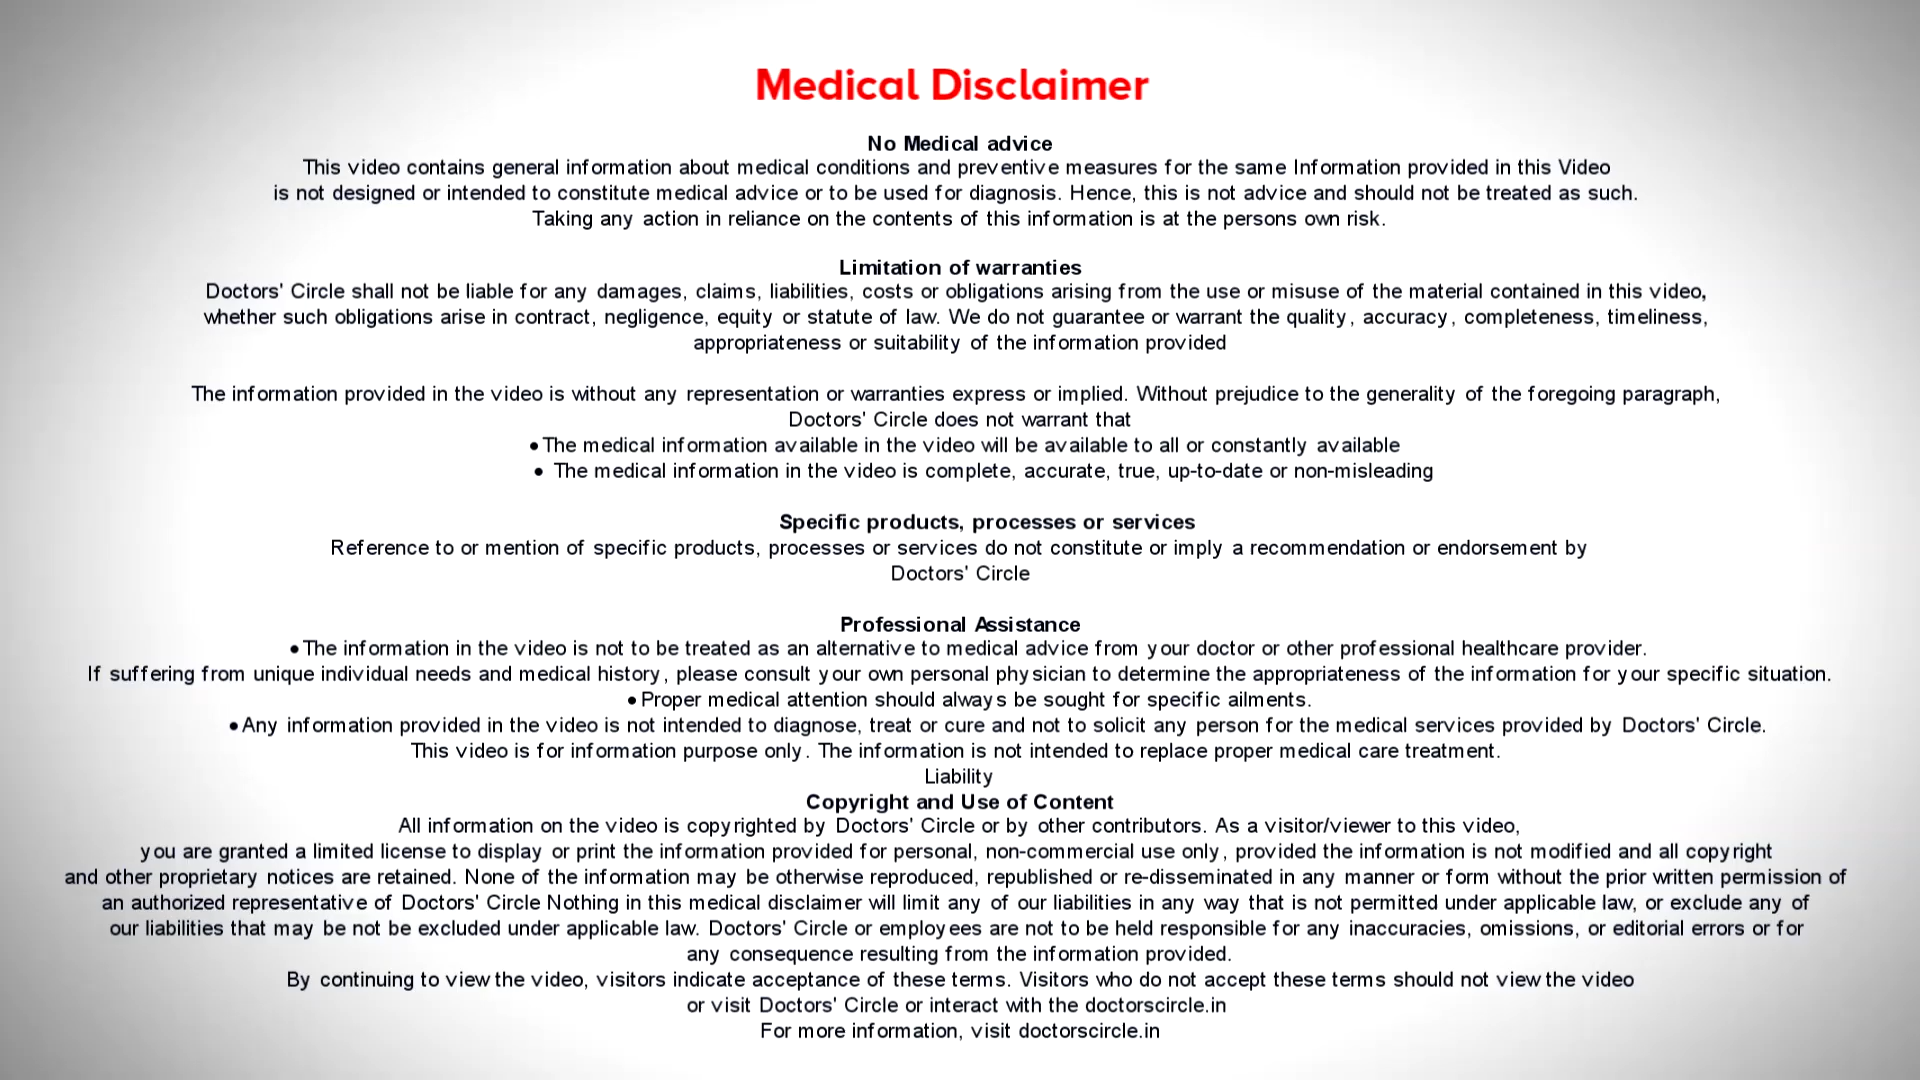 Medical Disclaimer
No Medical advice
This video contains general information about medical conditions and preventive measures for the same Information provided in this Video
is not designed or intended to constitute medical advice or to be used for diagnosis. Hence, this is not advice and should not be treated as such.
Taking any action in reliance on the contents of this information is at the persons own risk.
Limitation of warranties
Doctors' Circle shall not be liable for any damages, claims, liabilities, costs or obligations arising from the use or misuse of the material contained in this video,
whether such obligations arise in contract, negligence, equity or statute of law. We do not guarantee or warrant the quality, accuracy, completeness, timeliness,
appropriateness or suitability of the information provided
The information provided in the video is without any representation or warranties express or implied. Without prejudice to the generality of the foregoing paragraph,
Doctors' Circle does not warrant that
• The medical information available in the video will be available to all or constantly available
• The medical information in the video is complete, accurate, true, up-to-date or non-misleading
Specific products, processes or services
Reference to or mention of specific products, processes or services do not constitute or imply a recommendation or endorsement by
Doctors' Circle
Professional Assistance
• The information in the video is not to be treated as an alternative to medical advice from your doctor or other professional healthcare provider.
If suffering from unique individual needs and medical history, please consult your own personal physician to determine the appropriateness of the information for your specific situation.
• Proper medical attention should always be sought for specific ailments.
• Any information provided in the video is not intended to diagnose, treat or cure and not to solicit any person for the medical services provided by Doctors' Circle.
This video is for information purpose only. The information is not intended to replace proper medical care treatment.
Liability
Copyright and Use of Content
All information on the video is copyrighted by Doctors' Circle or by other contributors. As a visitor/viewer to this video,
you are granted a limited license to display or print the information provided for personal, non-commercial use only, provided the information is not modified and all copyright
and other proprietary notices are retained. None of the information may be otherwise reproduced, republished or re-disseminated in any manner or form without the prior written permission of
an authorized representative of Doctors' Circle Nothing in this medical disclaimer will limit any of our liabilities in any way that is not permitted under applicable law, or exclude any of
our liabilities that may be not be excluded under applicable law. Doctors' Circle or employees are not to be held responsible for any inaccuracies, omissions, or editorial errors or for
any consequence resulting from the information provided.
By continuing to view the video, visitors indicate acceptance of these terms. Visitors who do not accept these terms should not view the video
or visit Doctors' Circle or interact with the doctorscircle.in
For more information, visit doctorscircle.in